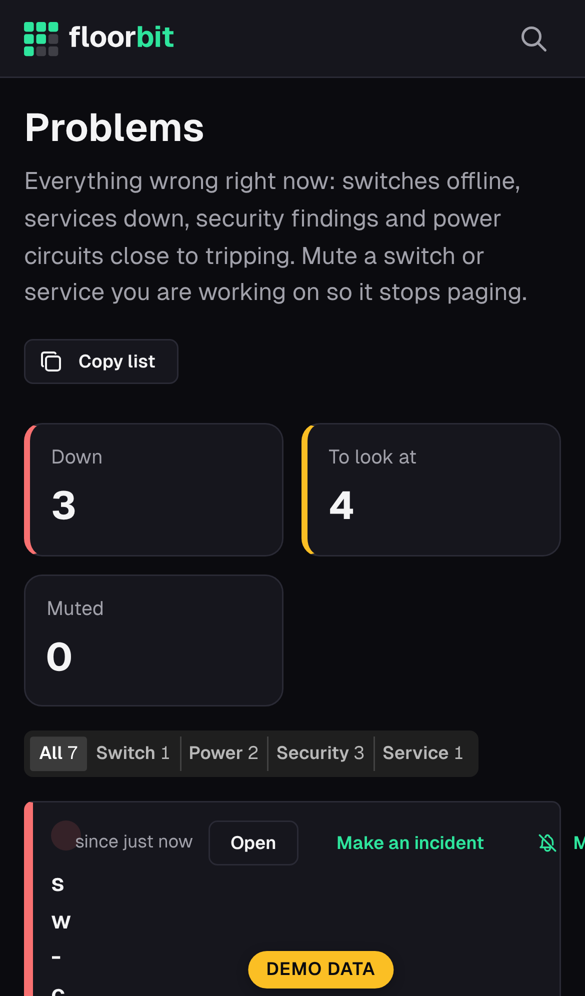 floorbit
Problems
Everything wrong right now: switches offline,
services down, security findings and power
circuits close to tripping. Mute a switch or
service you are working on so it stops paging.
Copy list
Down
3
To look at
4
Muted
0
All 7 Switch 1 Power 2 Security 3 Service 1
since just now Open Make an incident
s
w
-
DEMO DATA